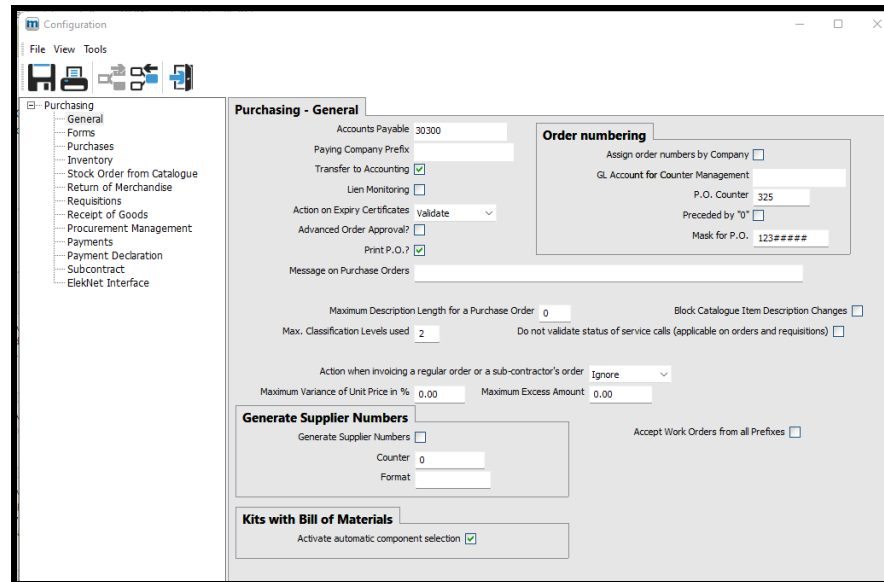 m Configuration
File View Tools
Purchasing
General
Forms
Purchases
Inventory
Stock Order from Catalogue
Return of Merchandise
Requisitions
Receipt of Goods
Procurement Management
Payments
Payment Declaration
Subcontract
ElekNet Interface
Purchasing - General
Accounts Payable 30300
Paying Company Prefix
Transfer to Accounting
Lien Monitoring
Action on Expiry Certificates Validate
Advanced Order Approval?
Print P.O.?
Message on Purchase Orders
Order numbering
Assign order numbers by Company
GL Account for Counter Management
P.O. Counter 325
Preceded by "0"
Mask for P.O. 123#####
Maximum Description Length for a Purchase Order 0 Block Catalogue Item Description Changes
Max. Classification Levels used 2 Do not validate status of service calls (applicable on orders and requisitions)
Action when invoicing a regular order or a sub-contractor's order Ignore
Maximum Variance of Unit Price in % 0.00 Maximum Excess Amount 0.00
Generate Supplier Numbers
Generate Supplier Numbers
Counter 0
Format
Accept Work Orders from all Prefixes
Kits with Bill of Materials
Activate automatic component selection